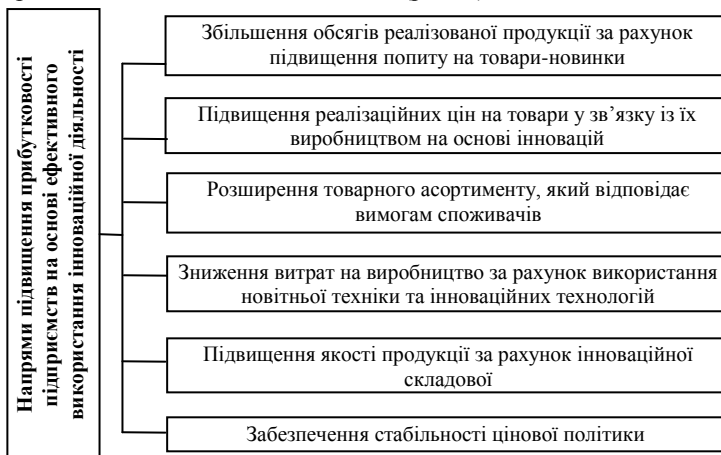 Напрями підвищення прибутковості
підприємств на основі ефективного
використання інноваційної діяльності
Збільшення обсягів реалізованої продукції за рахунок
підвищення попиту на товари-новинки
Підвищення реалізаційних цін на товари у зв’язку із їх
виробництвом на основі інновацій
Розширення товарного асортименту, який відповідає
вимогам споживачів
Зниження витрат на виробництво за рахунок використання
новітньої техніки та інноваційних технологій
Підвищення якості продукції за рахунок інноваційної
складової
Забезпечення стабільності цінової політики